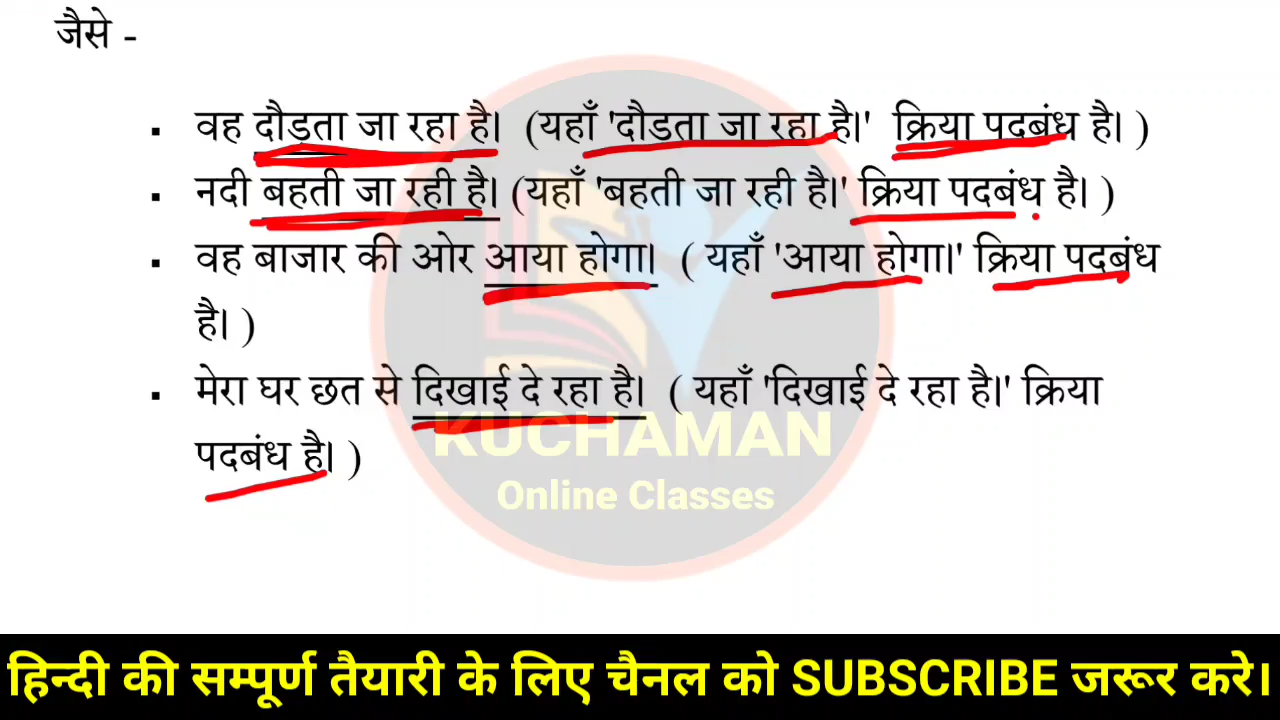 जैसे -
▪ वह दौड़ता जा रहा है। (यहाँ 'दौडता जा रहा है।' क्रिया पदबंध है। )
▪ नदी बहती जा रही है। (यहाँ 'बहती जा रही है।' क्रिया पदबंध है। )
▪ वह बाजार की ओर आया होगा। ( यहाँ 'आया होगा।' क्रिया पदबंध
है। )
▪ मेरा घर छत से दिखाई दे रहा है। ( यहाँ 'दिखाई दे रहा है।' क्रिया
पदबंध है। )
KUCHAMAN
Online Classes
हिन्दी की सम्पूर्ण तैयारी के लिए चैनल को SUBSCRIBE जरूर करे।